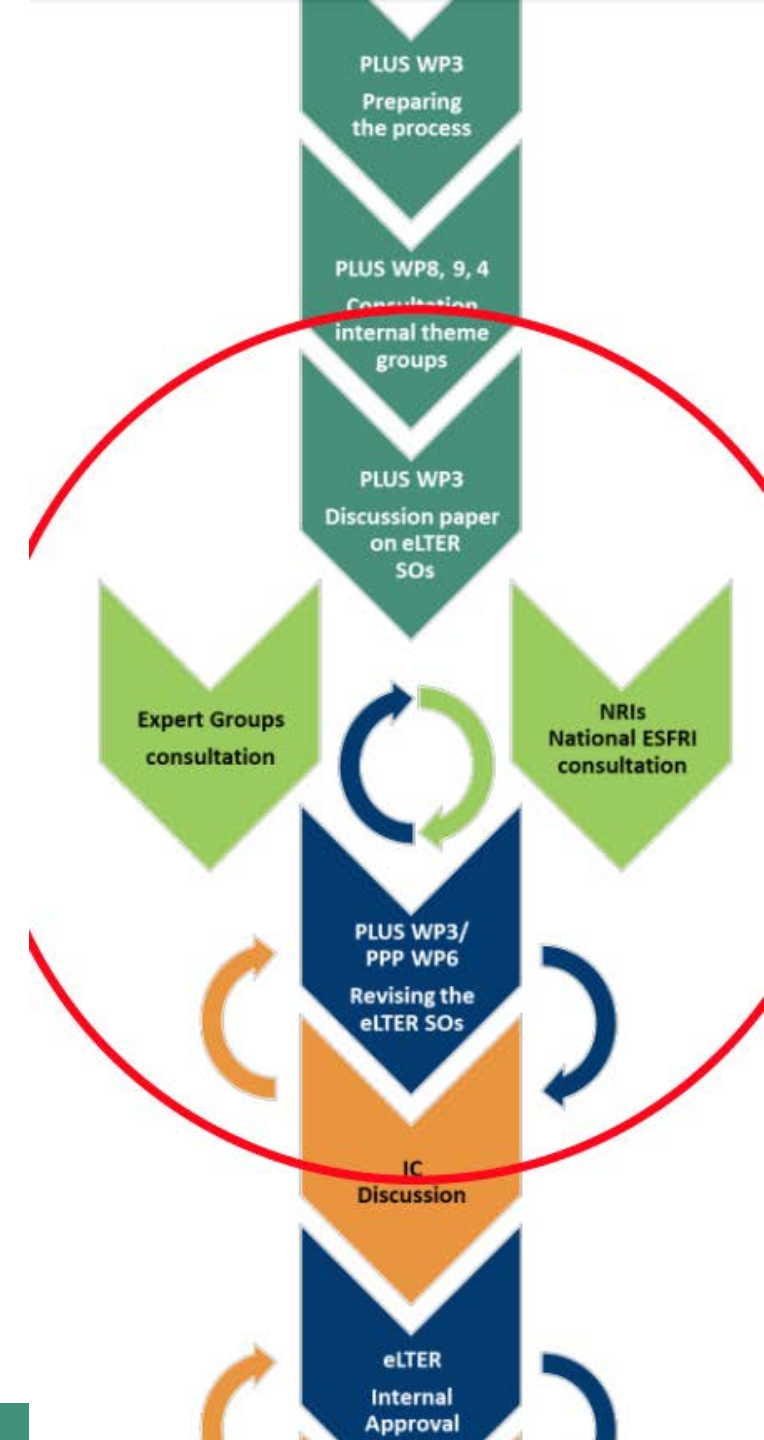 PLUS WP3
Preparing
the process
PLUS WP8, 9, 4
Consultation
internal theme
groups
PLUS WP3
Discussion paper
on eLTER
SOs
Expert Groups
consultation
NRIs
National ESFRI
consultation
PLUS WP3/
PPP WP6
Revising the
eLTER SOs
IC
Discussion
eLTER
Internal
Approval